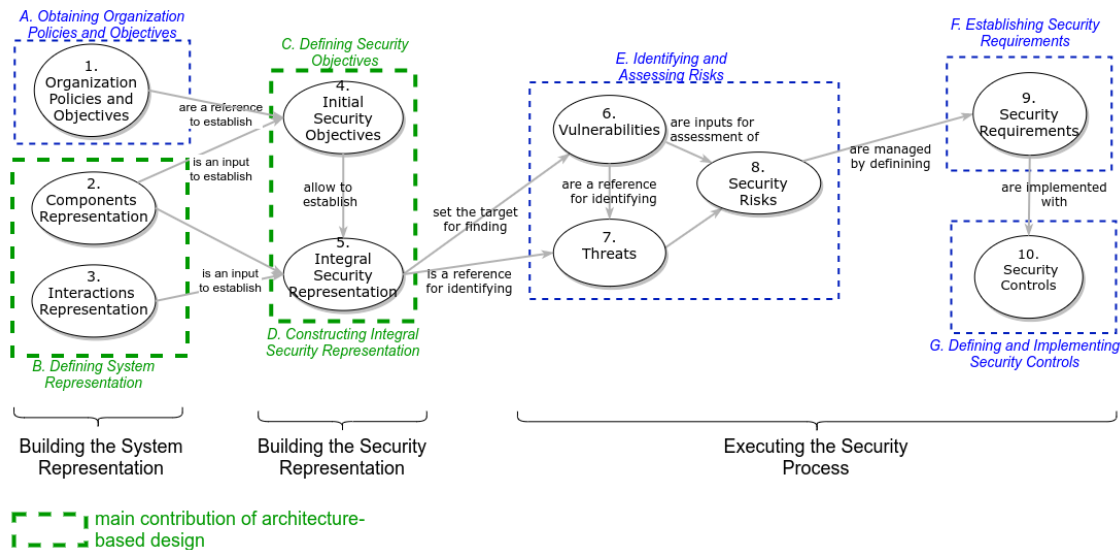 A. Obtaining Organization
Policies and Objectives
1.
Organization
Policies and
Objectives
are a reference
to establish
is an input
to establish
2.
Components
Representation
3.
Interactions
Representation
is an input
to establish
B. Defining System
Representation
C. Defining Security
Objectives
4.
Initial
Security
Objectives
allow to
establish
5.
Integral
Security
Representation
D. Constructing Integral
Security Representation
set the target
for finding
is a reference
for identifying
E. Identifying and
Assessing Risks
6.
Vulnerabilities
are inputs for
assessment of
are a reference
for identifying
7.
Threats
8.
Security
Risks
are managed
by definining
F. Establishing Security
Requirements
9.
Security
Requirements
are implemented
with
10.
Security
Controls
G. Defining and Implementing
Security Controls
Building the System
Representation
Building the Security
Representation
Executing the Security
Process
main contribution of architecture-
based design